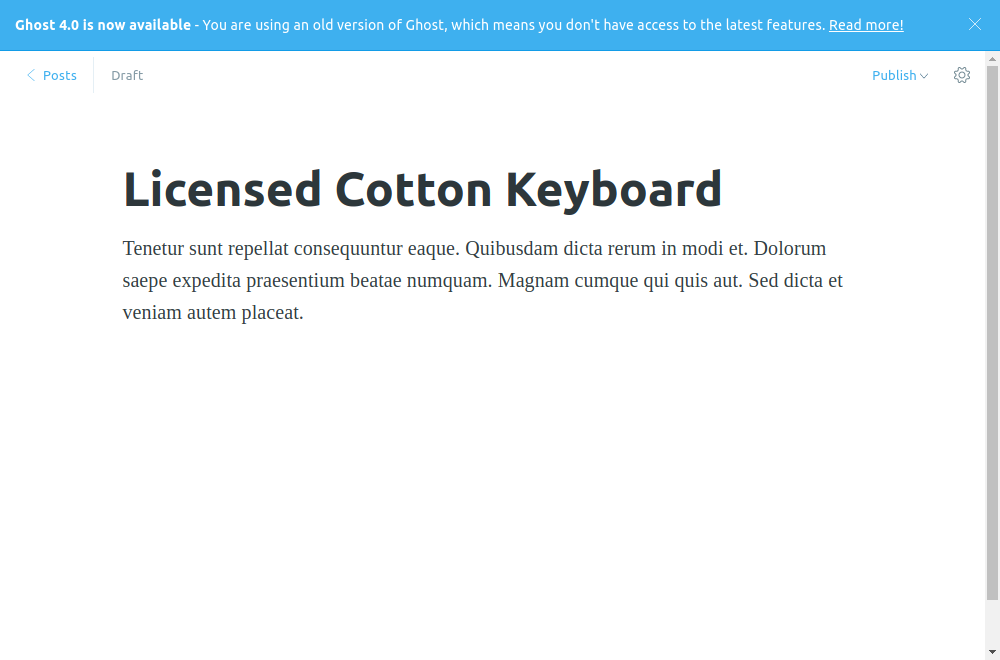 Ghost 4.0 is now available - You are using an old version of Ghost, which means you don't have access to the latest features. Read more!
Posts
Draft
Publish
Licensed Cotton Keyboard
Tenetur sunt repellat consequuntur eaque. Quibusdam dicta rerum in modi et. Dolorum
saepe expedita praesentium beatae numquam. Magnam cumque qui quis aut. Sed dicta et
veniam autem placeat.